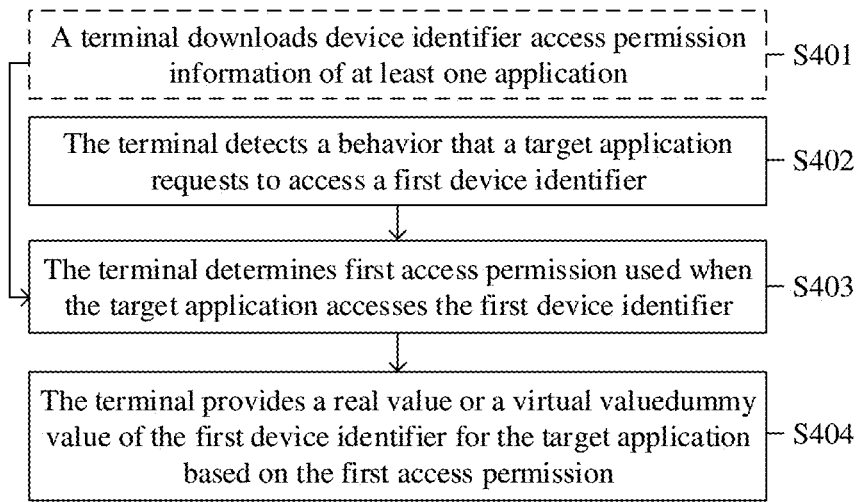 A terminal downloads device identifier access permission
information of at least one application
S401
The terminal detects a behavior that a target application
requests to access a first device identifier
S402
The terminal determines first access permission used when
the target application accesses the first device identifier
S403
The terminal provides a real value or a virtual valuedummy
value of the first device identifier for the target application
based on the first access permission
S404